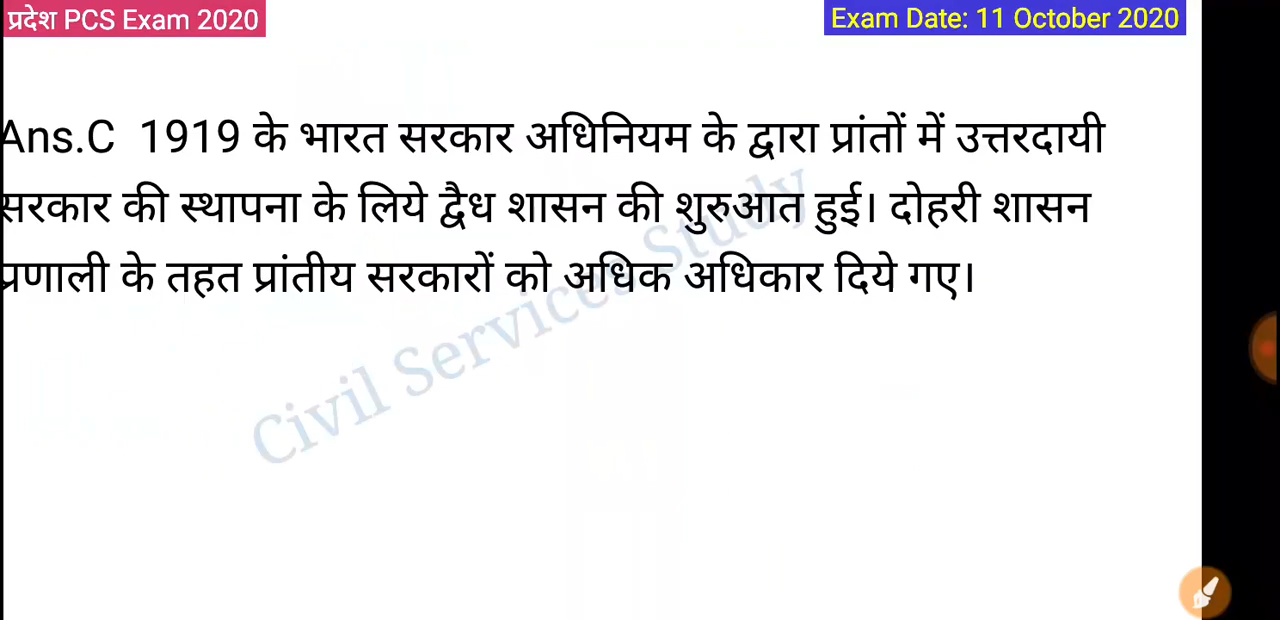 प्रदेश PCS Exam 2020
Exam Date: 11 October 2020
Ans.C 1919 के भारत सरकार अधिनियम के द्वारा प्रांतों में उत्तरदायी
सरकार की स्थापना के लिये द्वैध शासन की शुरुआत हुई। दोहरी शासन
प्रणाली के तहत प्रांतीय सरकारों को अधिक अधिकार दिये गए।
Civil Services Study